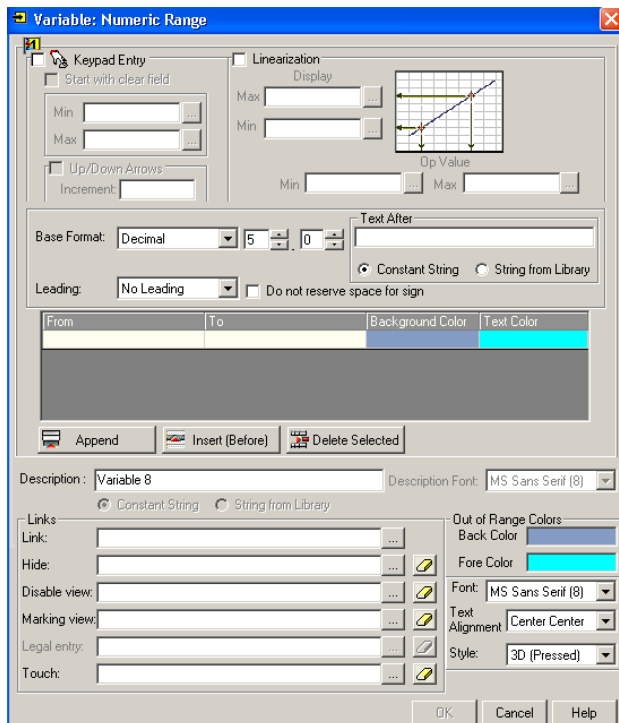 Variable: Numeric Range
Keypad Entry
Start with clear field
Min ...
Max ...
Up/Down Arrows
Increment:
Linearization
Display
Max ...
Min ...
Op Value
Min ... Max ...
Base Format: Decimal 5 . 0
Text After
Constant String String from Library
Leading: No Leading Do not reserve space for sign
From To Background Color Text Color
Append Insert (Before) Delete Selected
Description : Variable 8 Description Font: MS Sans Serif (8)
Constant String String from Library
Links
Link: ...
Hide: ...
Disable view: ...
Marking view: ...
Legal entry: ...
Touch: ...
Out of Range Colors
Back Color
Fore Color
Font: MS Sans Serif (8)
Text
Alignment Center Center
Style: 3D (Pressed)
OK Cancel Help